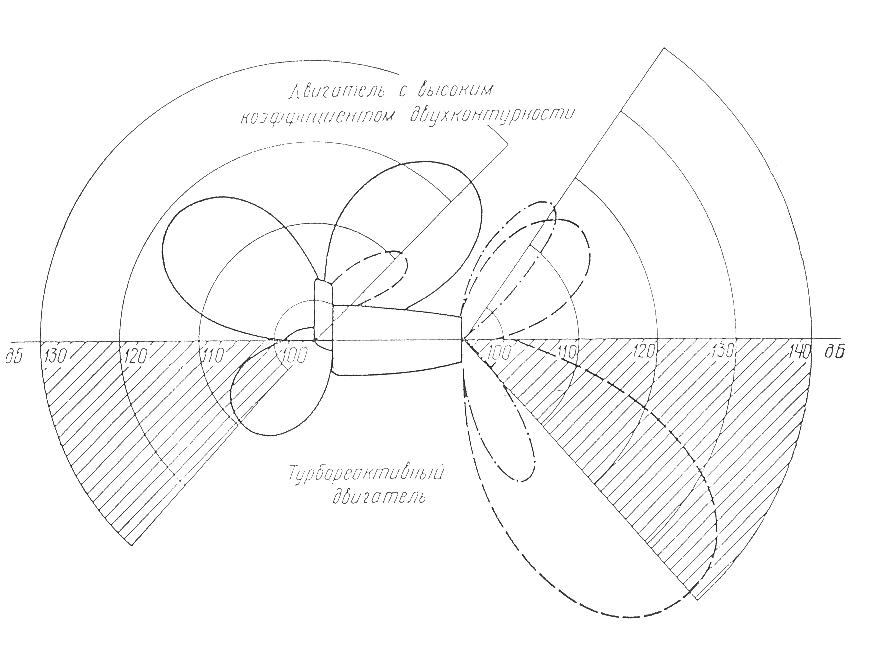 Двигатель с высоким
коэффициентом двухконтурности
дБ 130 120 110 100 100 110 120 130 140 дБ
Турбореактивный
двигатель